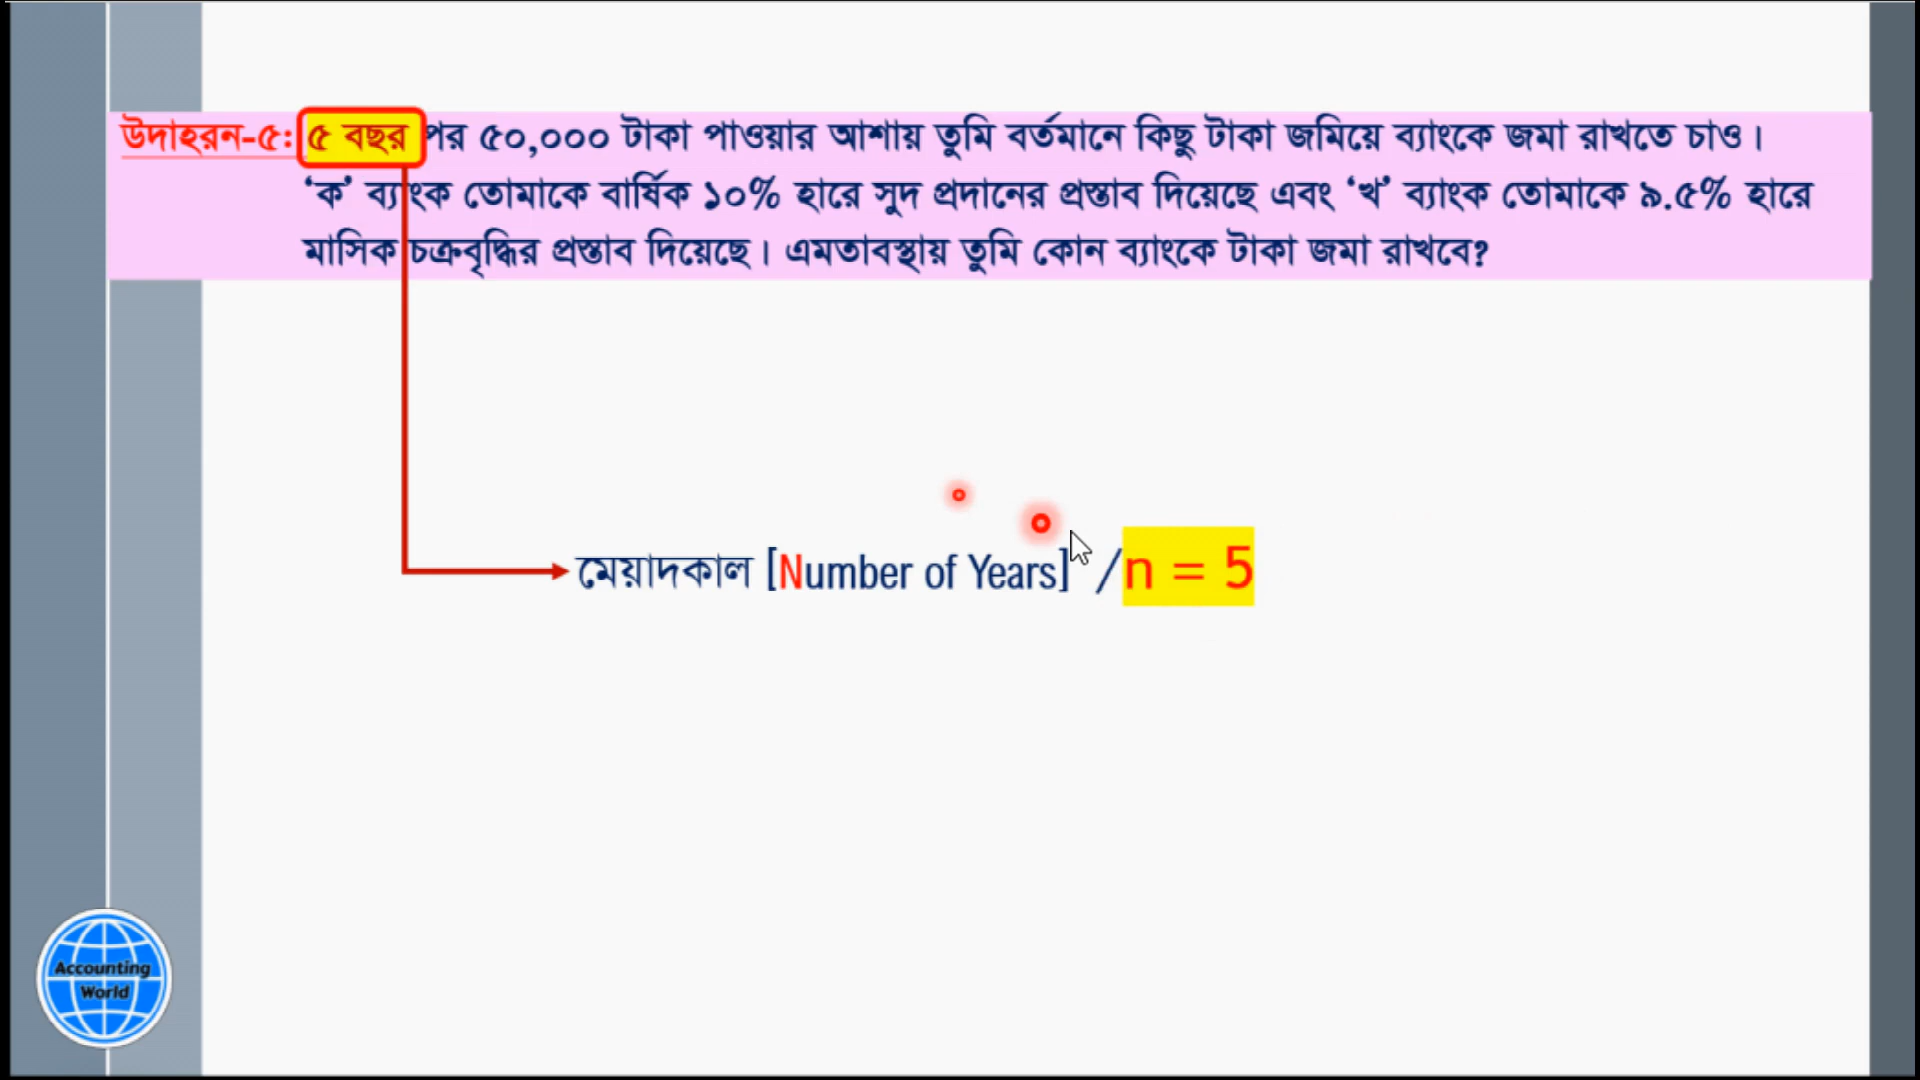 উদাহরন-৫: ৫ বছর পর ৫০,০০০ টাকা পাওয়ার আশায় তুমি বর্তমানে কিছু টাকা জমিয়ে ব্যাংকে জমা রাখতে চাও।
‘ক’ ব্যাংক তোমাকে বার্ষিক ১০% হারে সুদ প্রদানের প্রস্তাব দিয়েছে এবং ‘খ’ ব্যাংক তোমাকে ৯.৫% হারে
মাসিক চক্রবৃদ্ধির প্রস্তাব দিয়েছে। এমতাবস্থায় তুমি কোন ব্যাংকে টাকা জমা রাখবে?
মেয়াদকাল [Number of Years] /n = 5
Accounting
World